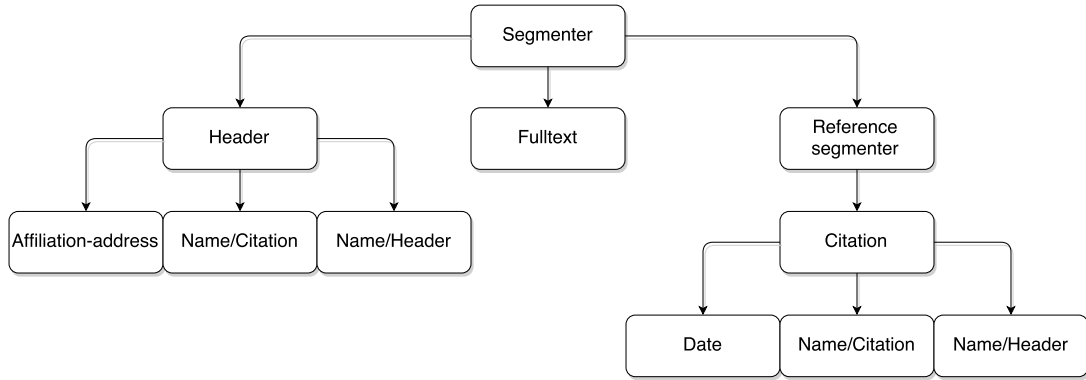 Segmenter
Header
Fulltext
Reference
segmenter
Affiliation-address
Name/Citation
Name/Header
Citation
Date
Name/Citation
Name/Header